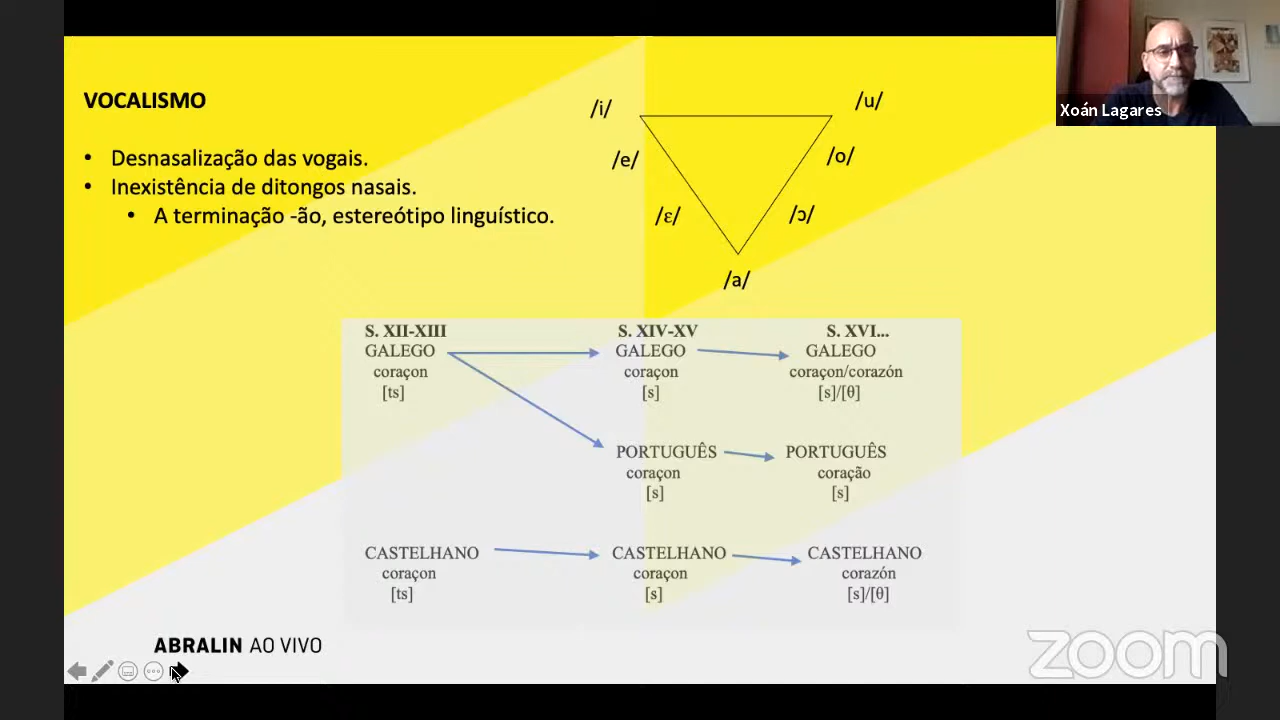 Xoán Lagares
VOCALISMO
• Desnasalização das vogais.
• Inexistência de ditongos nasais.
• A terminação -ão, estereótipo linguístico.
/i/
/u/
/e/
/o/
/ɛ/
/ɔ/
/a/
S. XII-XIII
S. XIV-XV
S. XVI...
GALEGO
GALEGO
GALEGO
coraçon
coraçon
coraçon/corazón
[ts]
[s]
[s]/[θ]
PORTUGUÊS
PORTUGUÊS
coraçon
coração
[s]
[s]
CASTELHANO
CASTELHANO
CASTELHANO
coraçon
coraçon
corazón
[ts]
[s]
[s]/[θ]
ABRALIN AO VIVO
zoom